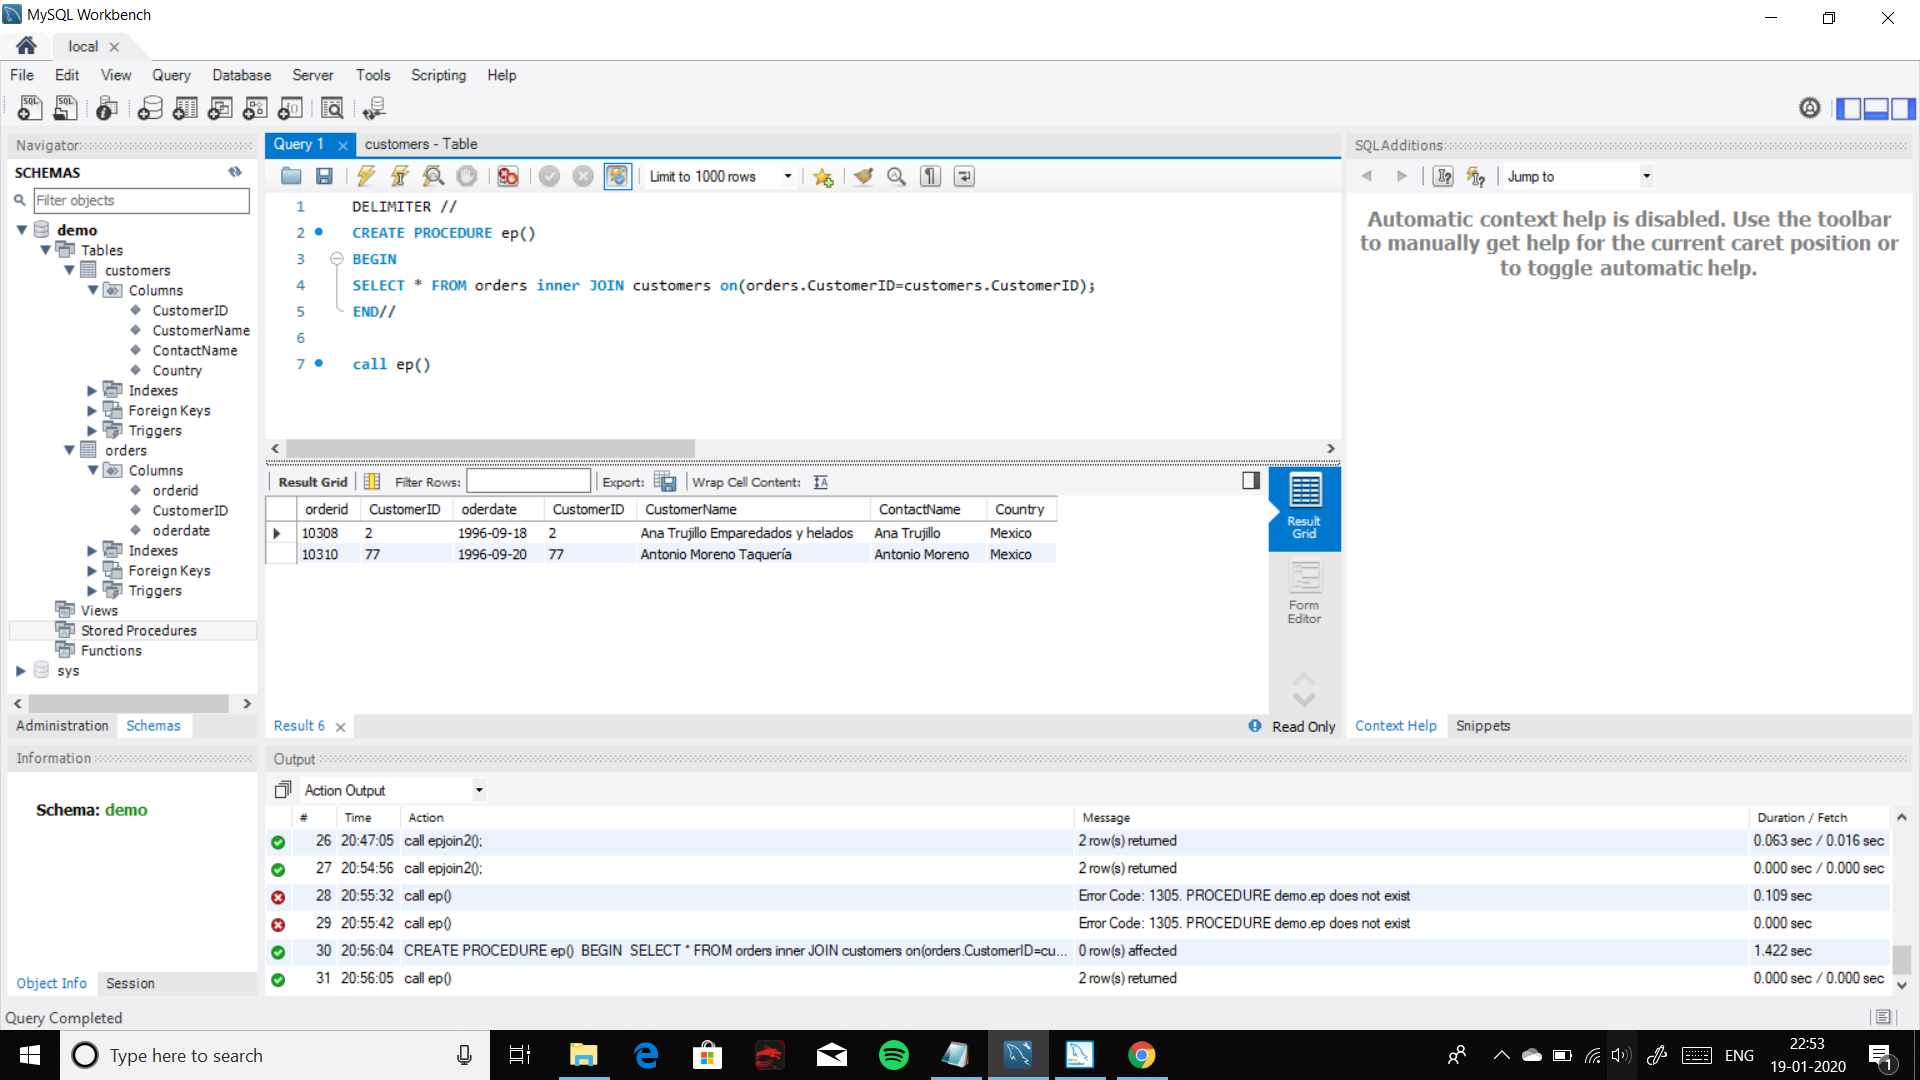 MySQL Workbench
local
File Edit View Query Database Server Tools Scripting Help
Navigator
SCHEMAS
Filter objects
demo
Tables
customers
Columns
CustomerID
CustomerName
ContactName
Country
Indexes
Foreign Keys
Triggers
orders
Columns
orderid
CustomerID
oderdate
Indexes
Foreign Keys
Triggers
Views
Stored Procedures
Functions
sys
Administration Schemas
Information
Schema: demo
Object Info Session
Query 1 customers - Table
Limit to 1000 rows
1 DELIMITER //
2 CREATE PROCEDURE ep()
3 BEGIN
4 SELECT * FROM orders inner JOIN customers on(orders.CustomerID=customers.CustomerID);
5 END//
6
7 call ep()
Result Grid Filter Rows: Export: Wrap Cell Content:
orderid CustomerID oderdate CustomerID CustomerName ContactName Country
10308 2 1996-09-18 2 Ana Trujillo Emparedados y helados Ana Trujillo Mexico
10310 77 1996-09-20 77 Antonio Moreno Taquería Antonio Moreno Mexico
Result Grid
Form Editor
Result 6
Read Only
SQLAdditions
Jump to
Automatic context help is disabled. Use the toolbar
to manually get help for the current caret position or
to toggle automatic help.
Context Help Snippets
Output
Action Output
# Time Action Message Duration / Fetch
26 20:47:05 call epjoin2(); 2 row(s) returned 0.063 sec / 0.016 sec
27 20:54:56 call epjoin2(); 2 row(s) returned 0.000 sec / 0.000 sec
28 20:55:32 call ep() Error Code: 1305. PROCEDURE demo.ep does not exist 0.109 sec
29 20:55:42 call ep() Error Code: 1305. PROCEDURE demo.ep does not exist 0.000 sec
30 20:56:04 CREATE PROCEDURE ep() BEGIN SELECT * FROM orders inner JOIN customers on(orders.CustomerID=cu... 0 row(s) affected 1.422 sec
31 20:56:05 call ep() 2 row(s) returned 0.000 sec / 0.000 sec
Query Completed
Type here to search
ENG
22:53
19-01-2020
1